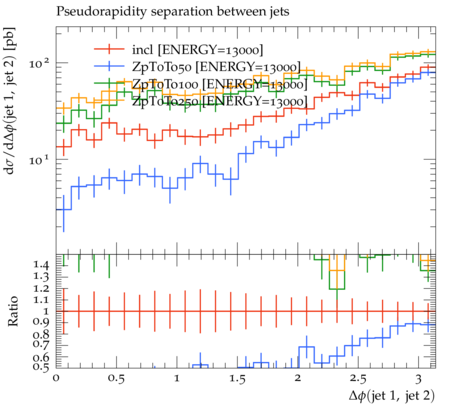 Pseudorapidity separation between jets
dσ/dΔϕ(jet 1, jet 2) [pb]
10^2
10^1
incl [ENERGY=13000]
ZpToTo50 [ENERGY=13000]
ZpToTo100 [ENERGY=13000]
ZpToTo250 [ENERGY=13000]
Ratio
1.4
1.3
1.2
1.1
1
0.9
0.8
0.7
0.6
0.5
0 0.5 1 1.5 2 2.5 3
Δϕ(jet 1, jet 2)